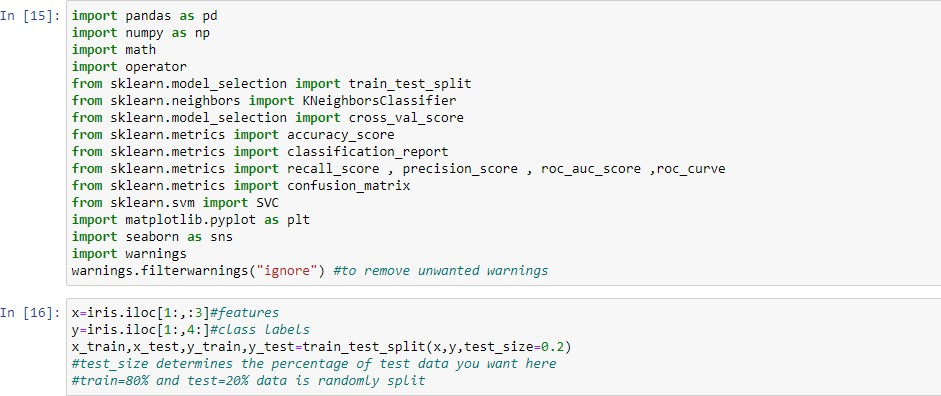 In [15]: import pandas as pd
import numpy as np
import math
import operator
from sklearn.model_selection import train_test_split
from sklearn.neighbors import KNeighborsClassifier
from sklearn.model_selection import cross_val_score
from sklearn.metrics import accuracy_score
from sklearn.metrics import classification_report
from sklearn.metrics import recall_score , precision_score , roc_auc_score ,roc_curve
from sklearn.metrics import confusion_matrix
from sklearn.svm import SVC
import matplotlib.pyplot as plt
import seaborn as sns
import warnings
warnings.filterwarnings("ignore") #to remove unwanted warnings
In [16]: x=iris.iloc[1:,:3]#features
y=iris.iloc[1:,4:]#class labels
x_train,x_test,y_train,y_test=train_test_split(x,y,test_size=0.2)
#test_size determines the percentage of test data you want here
#train=80% and test=20% data is randomly split